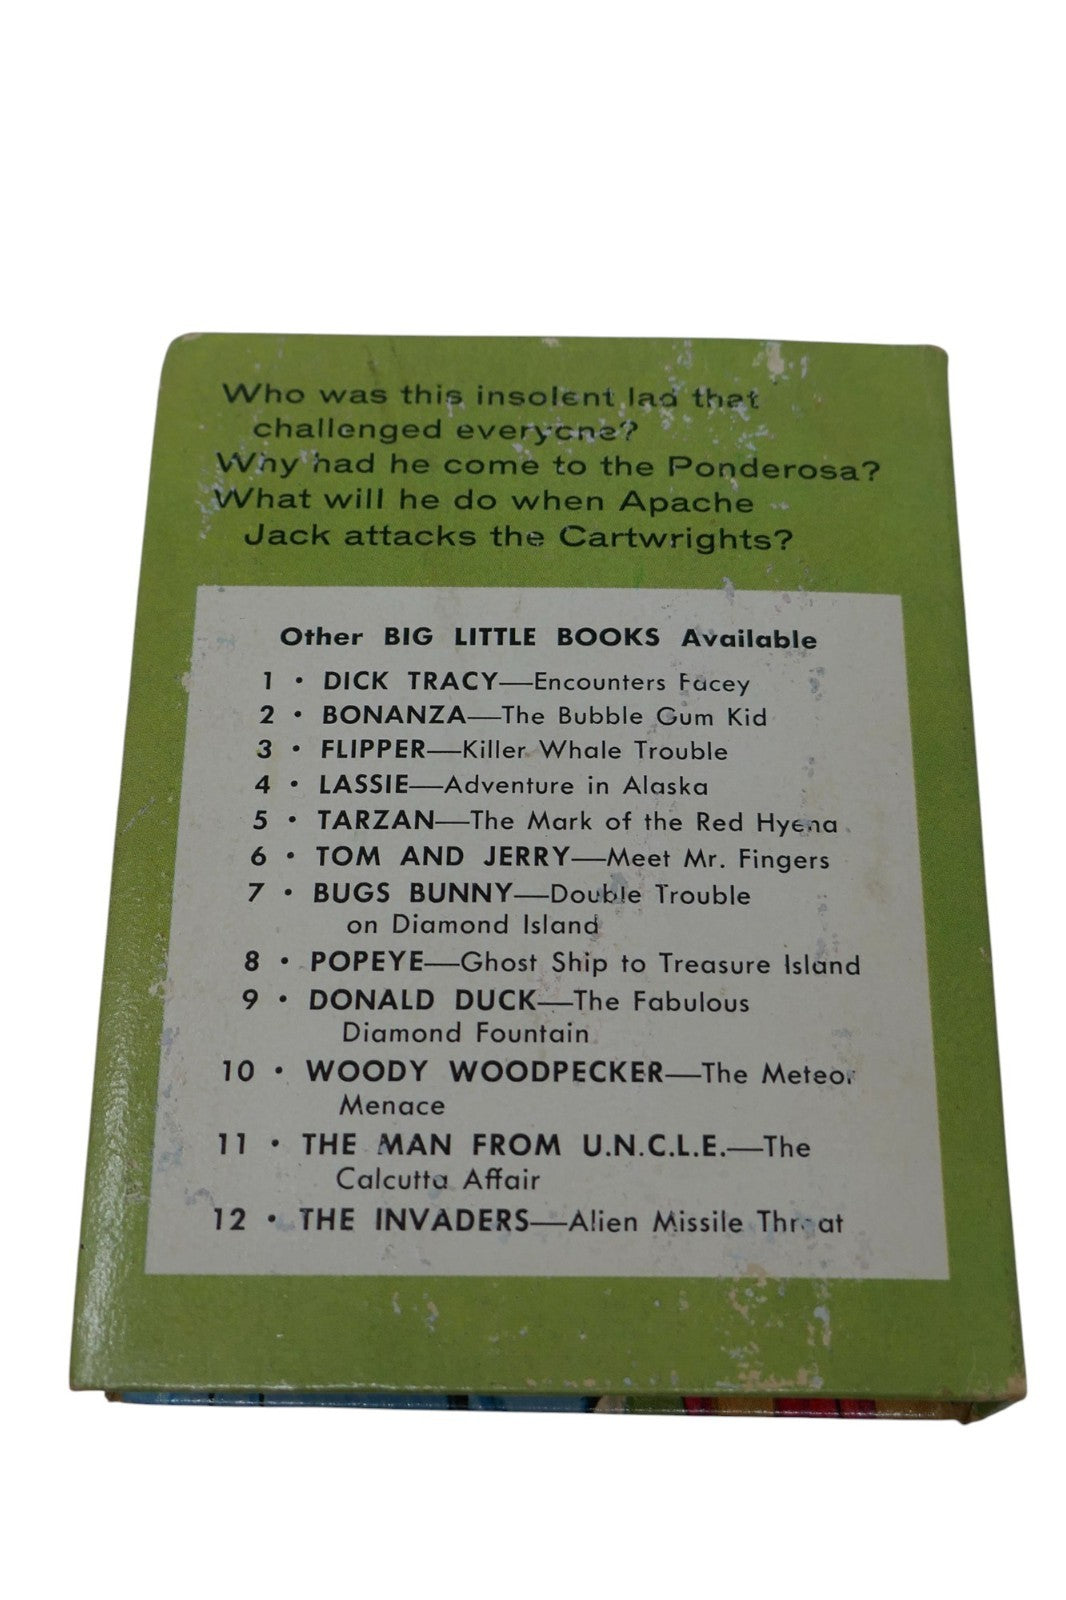 Who was this insolent lad that
challenged everyone?
Why had he come to the Ponderosa?
What will he do when Apache
Jack attacks the Cartwrights?
Other BIG LITTLE BOOKS Available
1 • DICK TRACY—Encounters Facey
2 • BONANZA—The Bubble Gum Kid
3 • FLIPPER—Killer Whale Trouble
4 • LASSIE—Adventure in Alaska
5 • TARZAN—The Mark of the Red Hyena
6 • TOM AND JERRY—Meet Mr. Fingers
7 • BUGS BUNNY—Double Trouble
on Diamond Island
8 • POPEYE—Ghost Ship to Treasure Island
9 • DONALD DUCK—The Fabulous
Diamond Fountain
10 • WOODY WOODPECKER—The Meteor
Menace
11 • THE MAN FROM U.N.C.L.E.—The
Calcutta Affair
12 • THE INVADERS—Alien Missile Threat